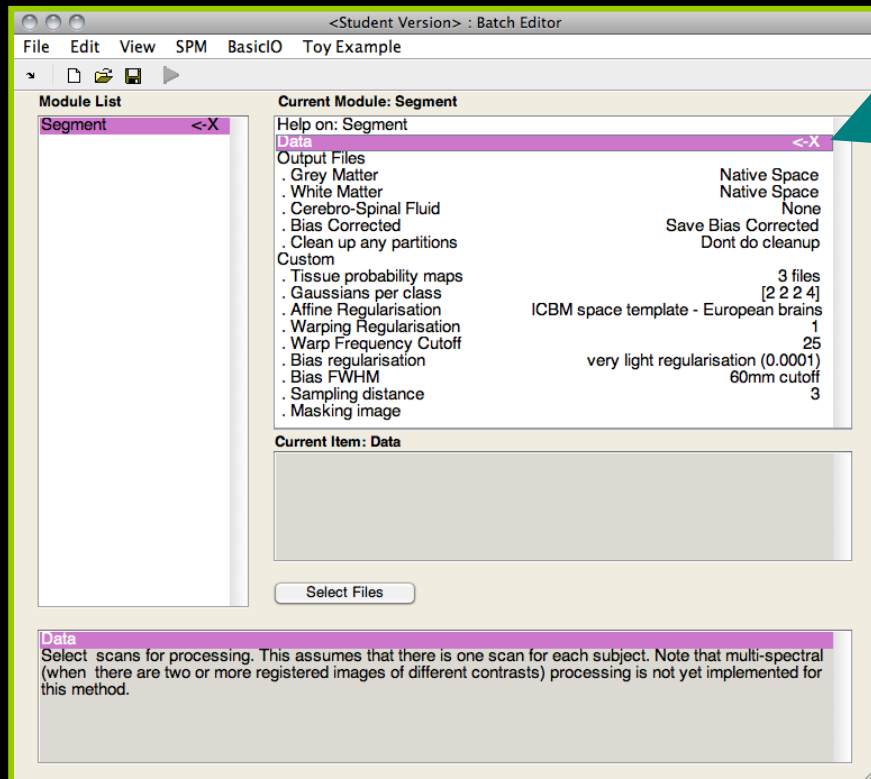 <Student Version> : Batch Editor
File Edit View SPM BasicIO Toy Example
Module List
Segment <-X
Current Module: Segment
Help on: Segment
Data <-X
Output Files
. Grey Matter Native Space
. White Matter Native Space
. Cerebro-Spinal Fluid None
. Bias Corrected Save Bias Corrected
. Clean up any partitions Dont do cleanup
Custom
. Tissue probability maps 3 files
. Gaussians per class [2 2 2 4]
. Affine Regularisation ICBM space template - European brains
. Warping Regularisation 1
. Warp Frequency Cutoff 25
. Bias regularisation very light regularisation (0.0001)
. Bias FWHM 60mm cutoff
. Sampling distance 3
. Masking image
Current Item: Data
Select Files
Data
Select scans for processing. This assumes that there is one scan for each subject. Note that multi-spectral
(when there are two or more registered images of different contrasts) processing is not yet implemented for
this method.